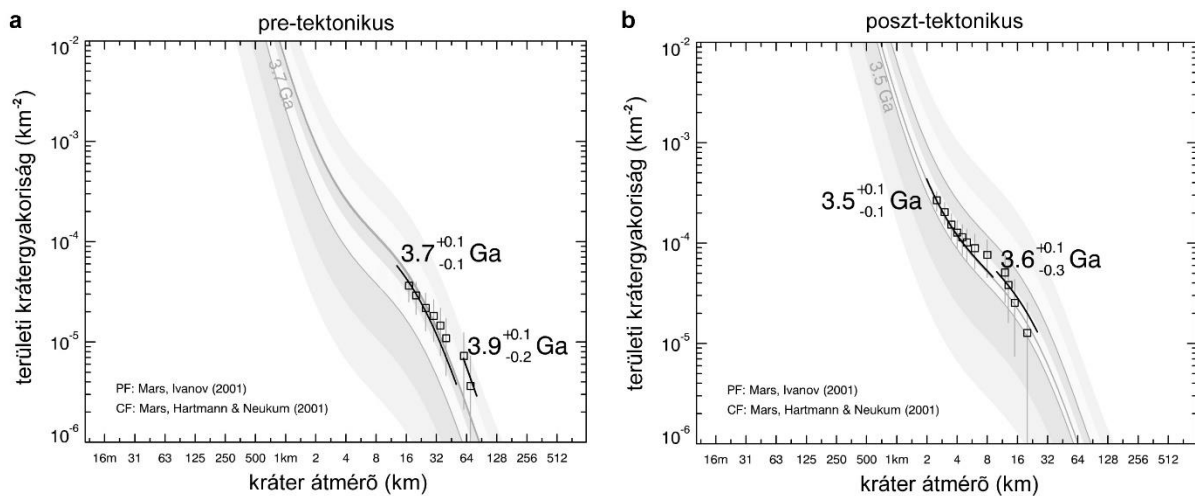 a
pre-tektonikus
területi krátergyakoriság (km⁻²)
10⁻²
10⁻³
10⁻⁴
10⁻⁵
10⁻⁶
3.7 Ga
3.7 +0.1 -0.1 Ga
3.9 +0.1 -0.2 Ga
PF: Mars, Ivanov (2001)
CF: Mars, Hartmann & Neukum (2001)
16m 31 63 125 250 500 1km 2 4 8 16 32 64 128 256 512
kráter átmérõ (km)
b
poszt-tektonikus
területi krátergyakoriság (km⁻²)
10⁻²
10⁻³
10⁻⁴
10⁻⁵
10⁻⁶
3.5 Ga
3.5 +0.1 -0.1 Ga
3.6 +0.1 -0.3 Ga
PF: Mars, Ivanov (2001)
CF: Mars, Hartmann & Neukum (2001)
16m 31 63 125 250 500 1km 2 4 8 16 32 64 128 256 512
kráter átmérõ (km)